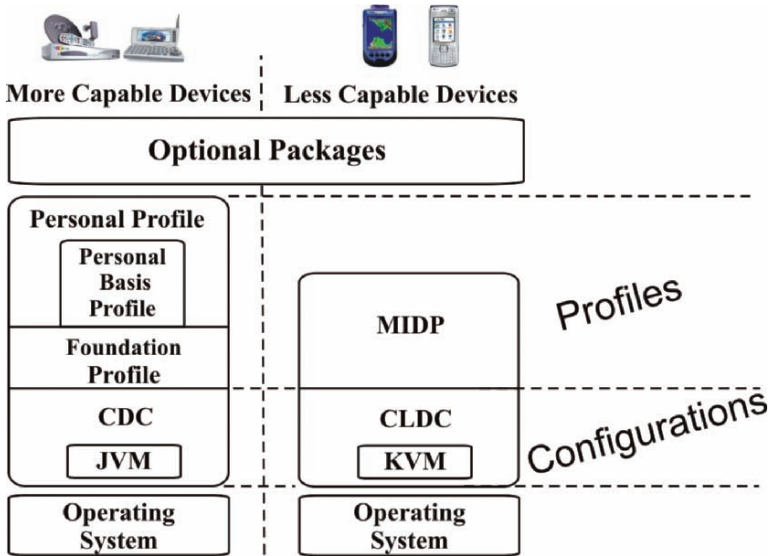 More Capable Devices
Less Capable Devices
Optional Packages
Personal Profile
Personal
Basis
Profile
Foundation
Profile
CDC
JVM
Operating
System
MIDP
CLDC
KVM
Operating
System
Profiles
Configurations